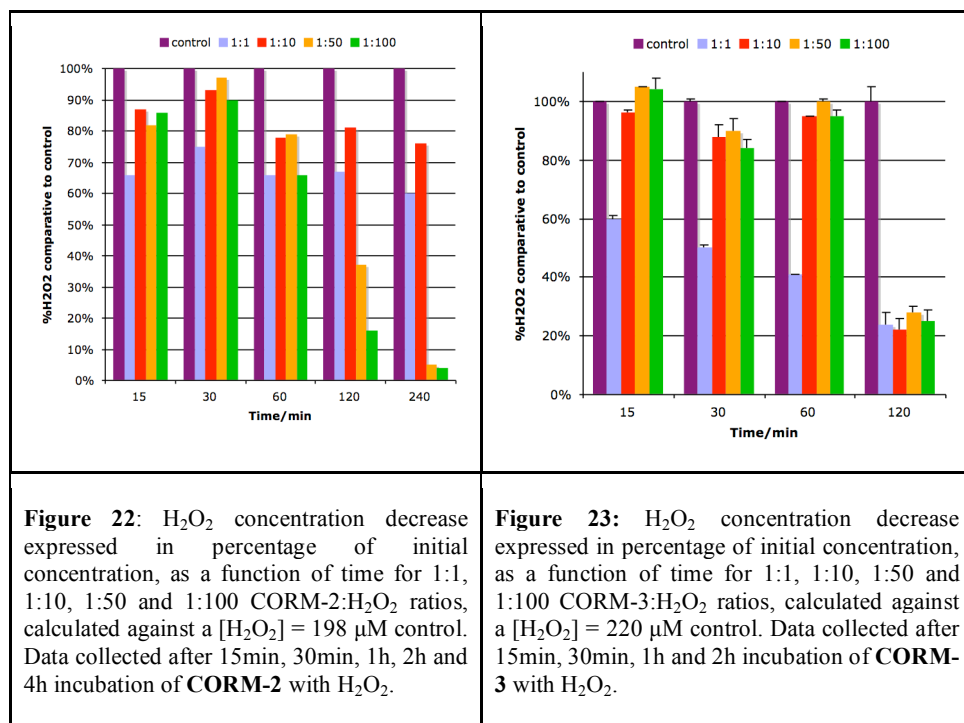 control 1:1 1:10 1:50 1:100
100%
90%
80%
70%
60%
50%
40%
30%
20%
10%
0%
%H2O2 comparative to control
15 30 60 120 240
Time/min
control 1:1 1:10 1:50 1:100
100%
80%
60%
40%
20%
0%
%H2O2 comparative to control
15 30 60 120
Time/min
Figure 22: H₂O₂ concentration decrease
expressed in percentage of initial
concentration, as a function of time for 1:1,
1:10, 1:50 and 1:100 CORM-2:H₂O₂ ratios,
calculated against a [H₂O₂] = 198 μM control.
Data collected after 15min, 30min, 1h, 2h and
4h incubation of CORM-2 with H₂O₂.
Figure 23: H₂O₂ concentration decrease
expressed in percentage of initial concentration,
as a function of time for 1:1, 1:10, 1:50 and
1:100 CORM-3:H₂O₂ ratios, calculated against
a [H₂O₂] = 220 μM control. Data collected after
15min, 30min, 1h and 2h incubation of CORM-
3 with H₂O₂.